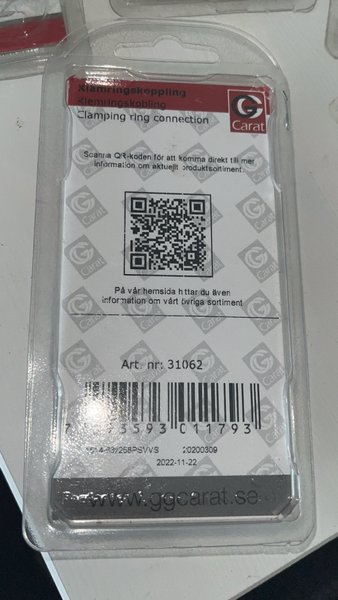 Klämringskoppling
Klemringskobling
Clamping ring connection
G
Carat
Scanna QR-koden för att komma direkt till mer
information om aktuellt produktsortiment.
På vår hemsida hittar du även
information om vårt övriga sortiment
Art. nr: 31062
011793
20200309
2022-11-22
www.ggcarat.se